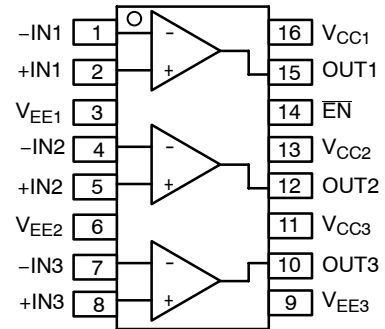 −IN1 1 − 16 VCC1
+IN1 2 + 15 OUT1
VEE1 3 14 E̅N̅
−IN2 4 − 13 VCC2
+IN2 5 + 12 OUT2
VEE2 6 11 VCC3
−IN3 7 − 10 OUT3
+IN3 8 + 9 VEE3